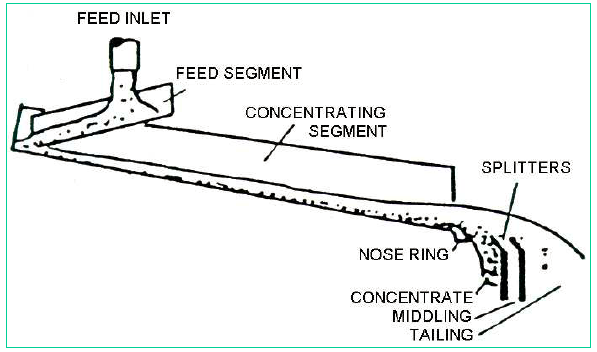 FEED INLET
FEED SEGMENT
CONCENTRATING
SEGMENT
SPLITTERS
NOSE RING
CONCENTRATE
MIDDLING
TAILING